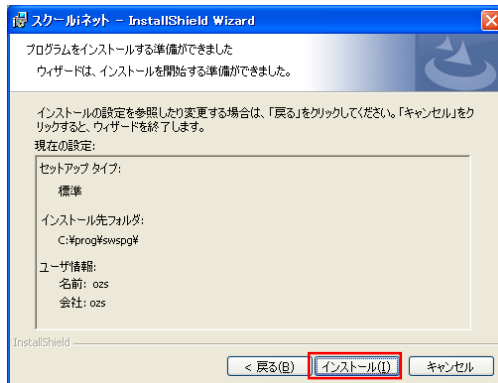 スクールiネット - InstallShield Wizard
プログラムをインストールする準備ができました
ウィザードは、インストールを開始する準備ができました。
インストールの設定を参照したり変更する場合は、「戻る」をクリックしてください。「キャンセル」をク
リックすると、ウィザードを終了します。
現在の設定:
セットアップ タイプ:
標準
インストール先フォルダ:
C:¥prog¥swspg¥
ユーザ情報:
名前: ozs
会社: ozs
InstallShield
< 戻る(B) インストール(I) キャンセル